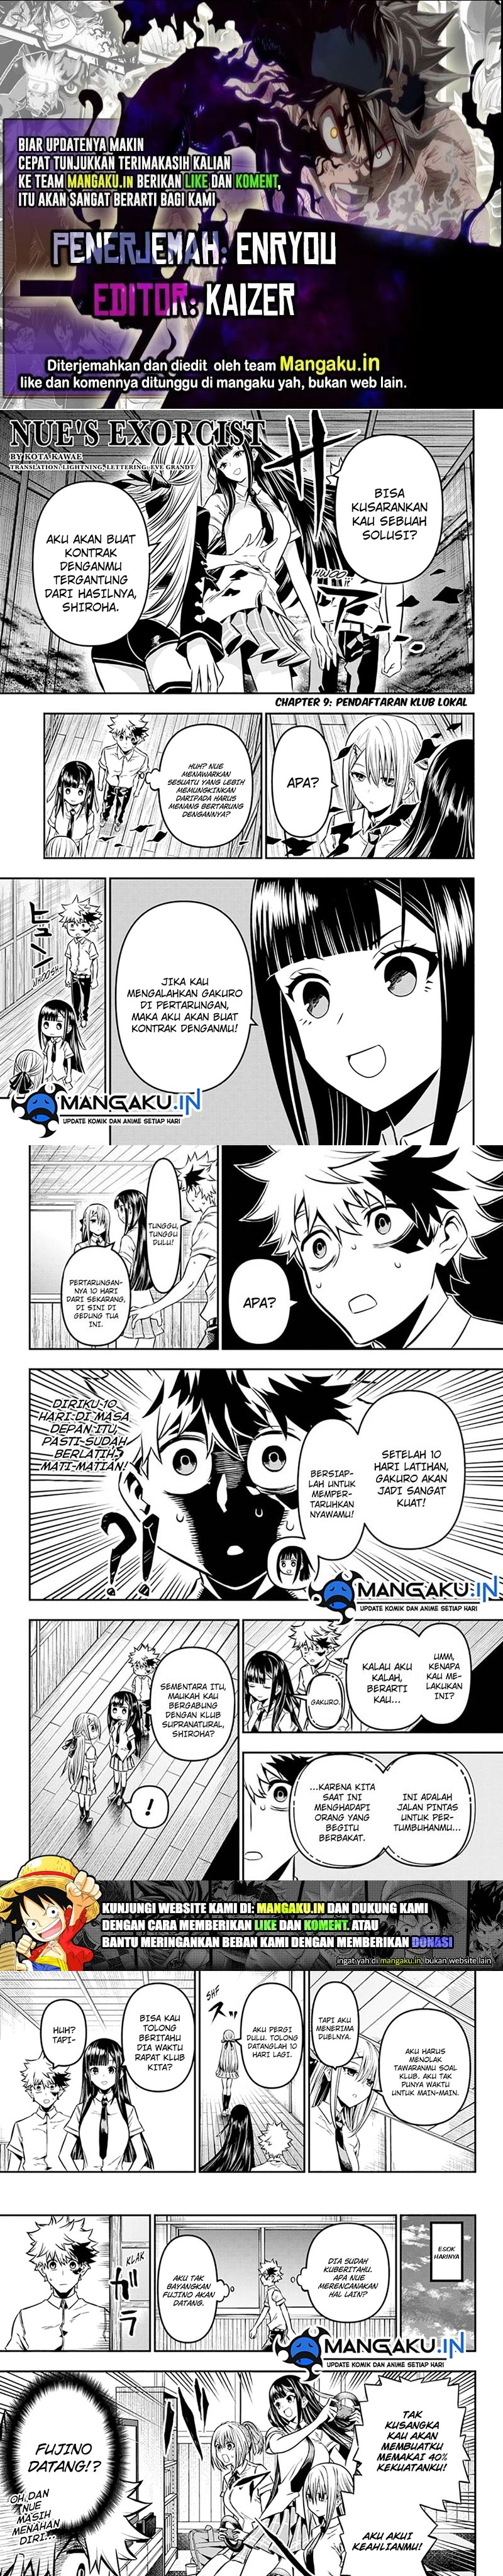 BIAR UPDATENYA MAKIN
CEPAT TUNJUKKAN TERIMAKASIH KALIAN
KE TEAM MANGAKU.IN BERIKAN LIKE DAN KOMENT,
ITU AKAN SANGAT BERARTI BAGI KAMI
PENERJEMAH: ENRYOU
EDITOR: KAIZER
Diterjemahkan dan diedit oleh team Mangaku.in
like dan komennya ditunggu di mangaku yah, bukan web lain.
NUE'S EXORCIST
BY KOTA KAWAE
TRANSLATION: LIGHTNING, LETTERING: EVE GRANDT
BISA
KUSARANKAN
KAU SEBUAH
SOLUSI?
AKU AKAN BUAT
KONTRAK
DENGANMU
TERGANTUNG
DARI HASILNYA,
SHIROHA.
CHAPTER 9: PENDAFTARAN KLUB LOKAL
APA?
HUH? NUE
MENAWARKAN
SESUATU YANG LEBIH
MEMUNGKINKAN
DARIPADA HARUS
MENANG BERTARUNG
DENGANNYA?
JIKA KAU
MENGALAHKAN GAKURO
DI PERTARUNGAN,
MAKA AKU AKAN BUAT
KONTRAK DENGANMU!
ヒュン
WHOOSH
MANGAKU.IN
UPDATE KOMIK DAN ANIME SETIAP HARI
APA?
TUNGGU,
TUNGGU
DULU!
PERTARUNGAN-
NYA 10 HARI
DARI SEKARANG,
DI SINI DI
GEDUNG TUA
INI.
SETELAH 10
HARI LATIHAN,
GAKURO AKAN
JADI SANGAT
KUAT!
BERSIAP-
LAH UNTUK
MEMPER-
TARUHKAN
NYAWAMU!
DIRIKU 10
HARI DI MASA
DEPAN ITU,
PASTI SUDAH
BERLATIH
MATI-MATIAN!
MANGAKU.IN
UPDATE KOMIK DAN ANIME SETIAP HARI
UMM,
KENAPA
KAU ME-
LAKUKAN
INI?
KALAU AKU
KALAH,
BERARTI
KAU...
GAKURO.
INI ADALAH
JALAN PINTAS
UNTUK PER-
TUMBUHANMU...
...KARENA KITA
SAAT INI
MENGHADAPI
ORANG YANG
BEGITU
BERBAKAT.
SEMENTARA ITU,
MAUKAH KAU
BERGABUNG
DENGAN KLUB
SUPRANATURAL,
SHIROHA?
!
KUNJUNGI WEBSITE KAMI DI: MANGAKU.IN DAN DUKUNG KAMI
DENGAN CARA MEMBERIKAN LIKE DAN KOMENT. ATAU
BANTU MERINGANKAN BEBAN KAMI DENGAN MEMBERIKAN DONASI
ingat yah di mangaku.in, bukan website lain
AKU HARUS
MENOLAK
TAWARANMU SOAL
KLUB. AKU TAK
PUNYA WAKTU
UNTUK MAIN-MAIN.
TAPI AKU
MENERIMA
DUELNYA.
AKU PERGI
DULU. TOLONG
DATANGLAH 10
HARI LAGI.
SHF
スッ
BISA KAU
TOLONG
BERITAHU
DIA WAKTU
RAPAT KLUB
KITA?
HUH?
TAPI-
ESOK
HARINYA
DIA SUDAH
KUBERITAHU.
APA NUE
MERENCANAKAN
HAL LAIN?
AKU TAK
BAYANGKAN
FUJINO AKAN
DATANG.
KLAK
ガラ
MANGAKU.IN
UPDATE KOMIK DAN ANIME SETIAP HARI
TAK
KUSANGKA
KAU AKAN
MEMBUATKU
MEMAKAI 40%
KEKUATANKU!
AKU AKUI
KEAHLIANMU!
FUJINO
DATANG!?
OH, DAN
NUE
MASIH
MENAHAN
DIRI...